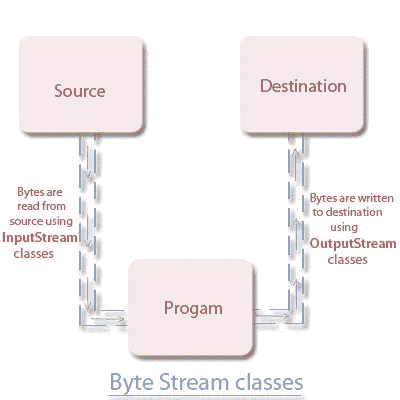 Source
Destination
Bytes are
read from
source using
InputStream
classes
Bytes are written
to destination
using
OutputStream
classes
Progam
Byte Stream classes